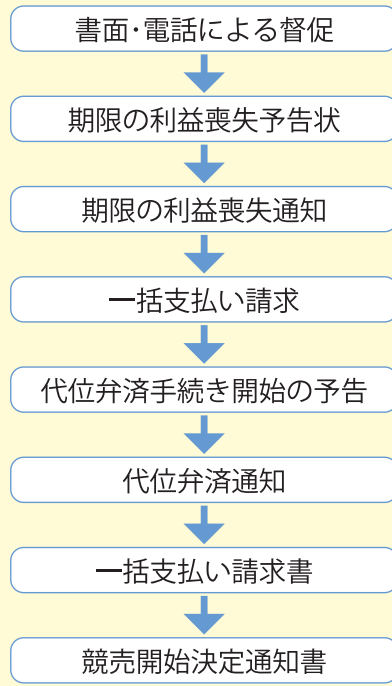 書面･電話による督促
期限の利益喪失予告状
期限の利益喪失通知
一括支払い請求
代位弁済手続き開始の予告
代位弁済通知
一括支払い請求書
競売開始決定通知書